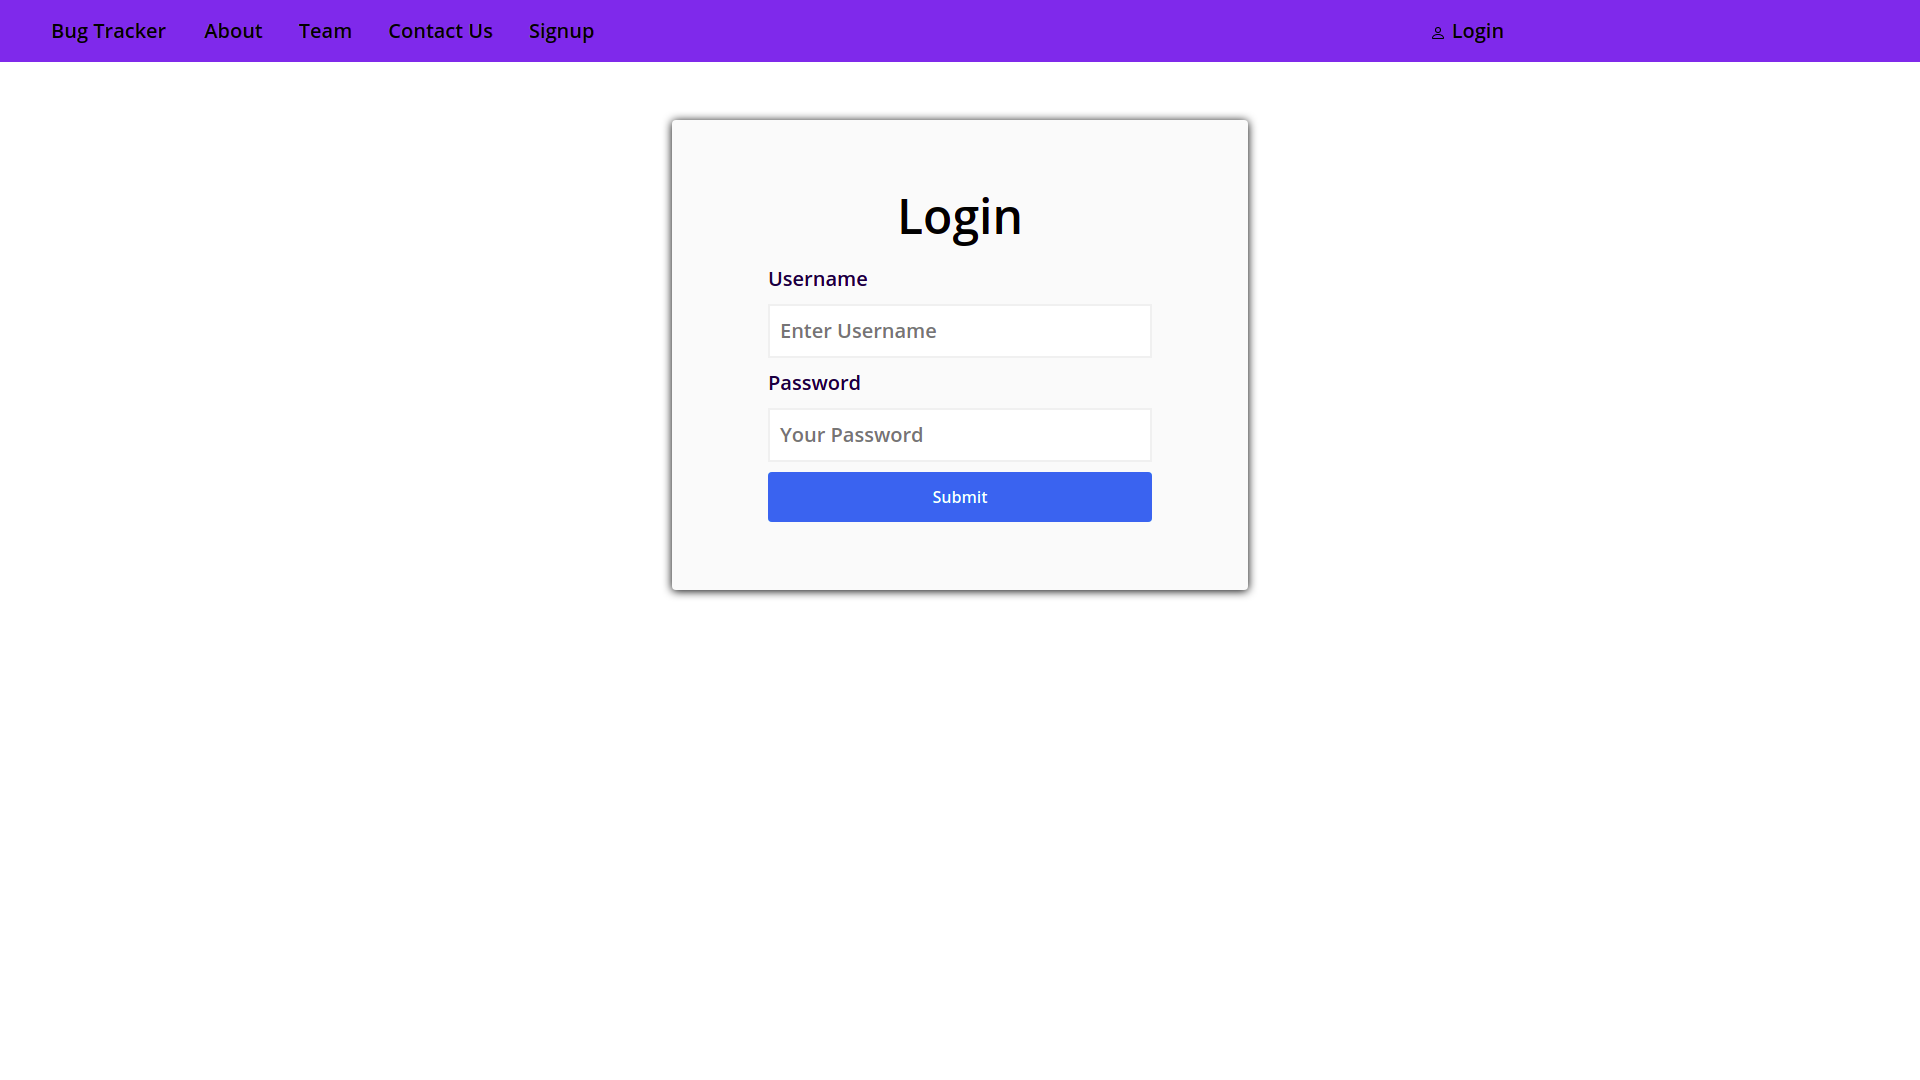 Bug Tracker About Team Contact Us Signup Login
Login
Username
Enter Username
Password
Your Password
Submit